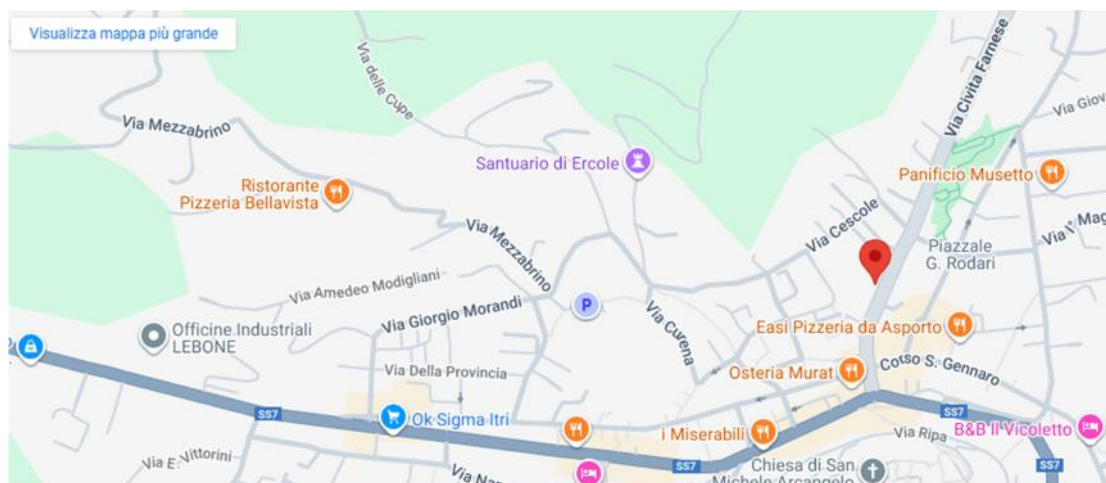 Visualizza mappa più grande
Via delle Cupe
Via Civita Farnese
Via Giov
Via Mezzabrino
Santuario di Ercole
Panificio Musetto
Ristorante
Pizzeria Bellavista
Via Cescole
Via Mezzabrino
Piazzale
G. Rodari
Via Amedeo Modigliani
P
Via Giorgio Morandi
Via Curena
Officine Industriali
LEBONE
Easi Pizzeria da Asporto
Via Della Provincia
Osteria Murat
Corso S. Gennaro
SS7
Ok Sigma Itri
SS7
i Miserabili
Via Ripa
B&B Il Vicoletto
Vittorini
SS7
SS7
Chiesa di San
Michele Arcangelo